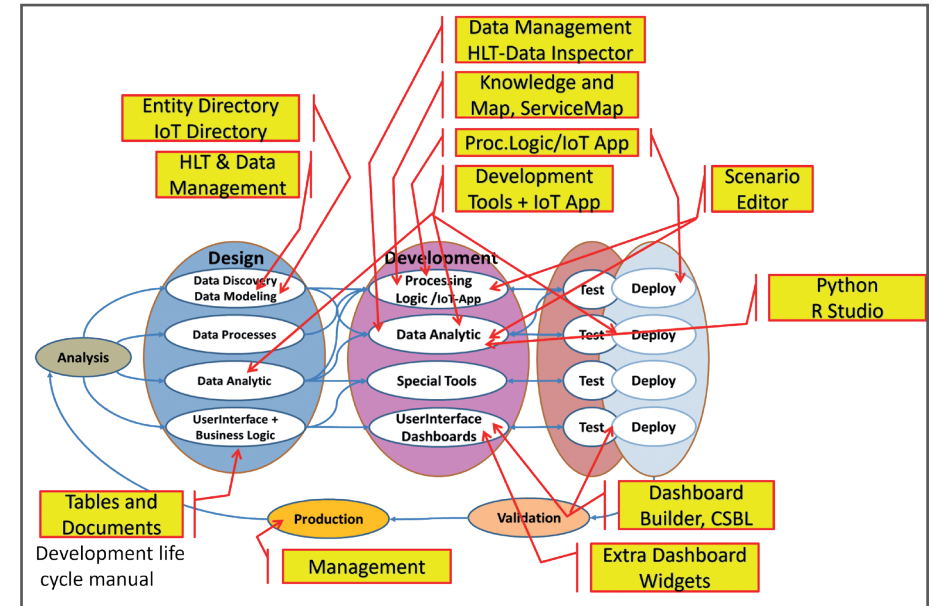 Data Management
HLT-Data Inspector
Knowledge and
Map, ServiceMap
Entity Directory
IoT Directory
Proc.Logic/IoT App
HLT & Data
Management
Development
Tools + IoT App
Scenario
Editor
Design
Development
Data Discovery
Data Modeling
Processing
Logic /IoT-App
Test
Deploy
Python
R Studio
Data Processes
Data Analytic
Test
Deploy
Analysis
Data Analytic
Special Tools
Test
Deploy
UserInterface +
Business Logic
UserInterface
Dashboards
Test
Deploy
Tables and
Documents
Production
Validation
Dashboard
Builder, CSBL
Development life
cycle manual
Management
Extra Dashboard
Widgets